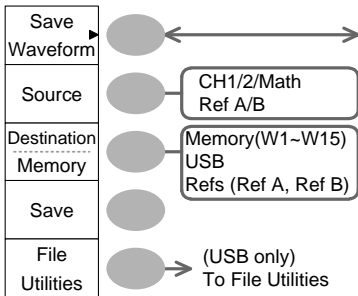 Save
Waveform
Source
CH1/2/Math
Ref A/B
Destination
Memory
Memory(W1~W15)
USB
Refs (Ref A, Ref B)
Save
File
Utilities
(USB only)
To File Utilities